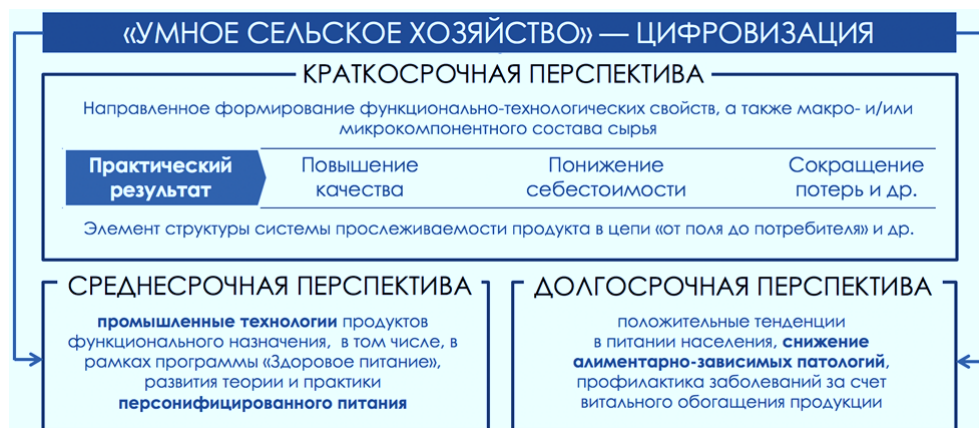 «УМНОЕ СЕЛЬСКОЕ ХОЗЯЙСТВО» — ЦИФРОВИЗАЦИЯ
КРАТКОСРОЧНАЯ ПЕРСПЕКТИВА
Направленное формирование функционально-технологических свойств, а также макро- и/или
микрокомпонентного состава сырья
Практический
результат
Повышение
качества
Понижение
себестоимости
Сокращение
потерь и др.
Элемент структуры системы прослеживаемости продукта в цепи «от поля до потребителя» и др.
СРЕДНЕСРОЧНАЯ ПЕРСПЕКТИВА
промышленные технологии продуктов
функционального назначения, в том числе, в
рамках программы «Здоровое питание»,
развития теории и практики
персонифицированного питания
ДОЛГОСРОЧНАЯ ПЕРСПЕКТИВА
положительные тенденции
в питании населения, снижение
алиментарно-зависимых патологий,
профилактика заболеваний за счет
витального обогащения продукции